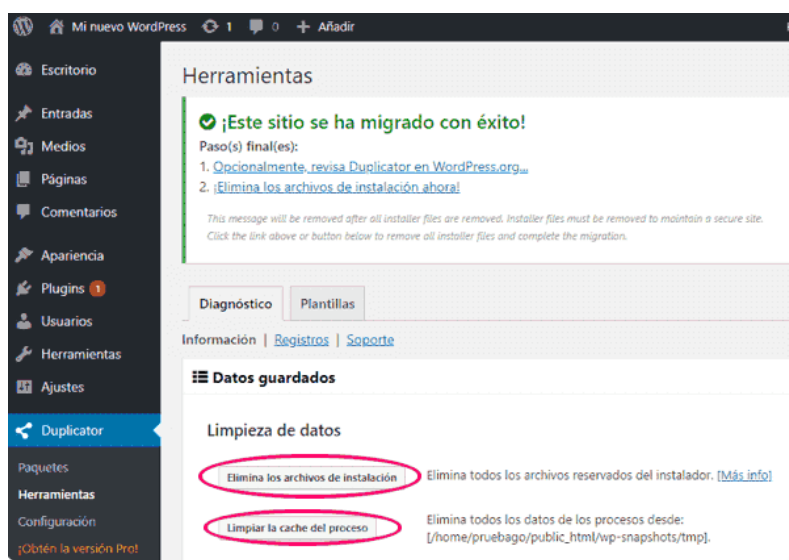 Mi nuevo WordPress 1 0 + Añadir
Escritorio
Entradas
Medios
Páginas
Comentarios
Apariencia
Plugins 1
Usuarios
Herramientas
Ajustes
Duplicator
Paquetes
Herramientas
Configuración
¡Obtén la versión Pro!
Herramientas
¡Este sitio se ha migrado con éxito!
Paso(s) final(es):
1. Opcionalmente, revisa Duplicator en WordPress.org...
2. ¡Elimina los archivos de instalación ahora!
This message will be removed after all installer files are removed. Installer files must be removed to maintain a secure site.
Click the link above or button below to remove all installer files and complete the migration.
Diagnóstico Plantillas
Información | Registros | Soporte
Datos guardados
Limpieza de datos
Elimina los archivos de instalación
Elimina todos los archivos reservados del instalador. [Más info]
Limpiar la cache del proceso
Elimina todos los datos de los procesos desde:
[/home/pruebago/public_html/wp-snapshots/tmp].